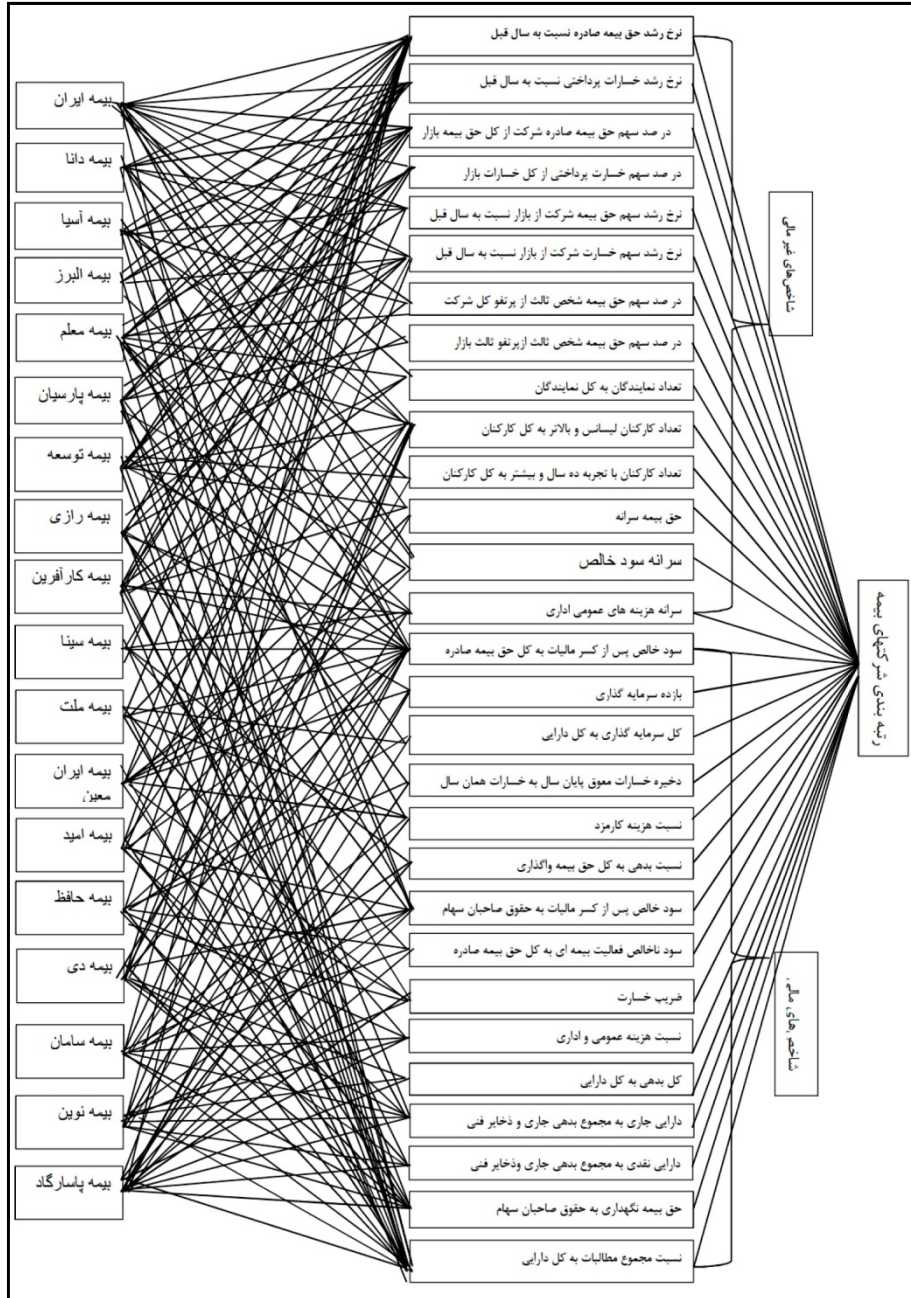 رتبه بندی شرکتهای بیمه
شاخص‌های غیر مالی
شاخص‌های مالی
نرخ رشد حق بیمه صادره نسبت به سال قبل
نرخ رشد خسارات پرداختی نسبت به سال قبل
در صد سهم حق بیمه صادره شرکت از کل حق بیمه بازار
در صد سهم خسارت پرداختی از کل خسارات بازار
نرخ رشد سهم حق بیمه شرکت از بازار نسبت به سال قبل
نرخ رشد سهم خسارت شرکت از بازار نسبت به سال قبل
در صد سهم حق بیمه شخص ثالث از پرتفو کل شرکت
در صد سهم حق بیمه شخص ثالث ازپرتفو ثالث بازار
تعداد نمایندگان به کل نمایندگان
تعداد کارکنان لیسانس و بالاتر به کل کارکنان
تعداد کارکنان با تجربه ده سال و بیشتر به کل کارکنان
حق بیمه سرانه
سرانه سود خالص
سرانه هزینه های عمومی اداری
سود خالص پس از کسر مالیات به کل حق بیمه صادره
بازده سرمایه گذاری
کل سرمایه گذاری به کل دارایی
دخیره خسارات معوق پایان سال به خسارات همان سال
نسبت هزینه کارمزد
نسبت بدهی به کل حق بیمه واگذاری
سود خالص پس از کسر مالیات به حقوق صاحبان سهام
سود ناخالص فعالیت بیمه ای به کل حق بیمه صادره
ضریب خسارت
نسبت هزینه عمومی و اداری
کل بدهی به کل دارایی
دارایی جاری به مجموع بدهی جاری و ذخایر فنی
دارایی نقدی به مجموع بدهی جاری وذخایر فنی
حق بیمه نگهداری به حقوق صاحبان سهام
نسبت مجموع مطالبات به کل دارایی
بیمه ایران
بیمه دانا
بیمه آسیا
بیمه البرز
بیمه معلم
بیمه پارسیان
بیمه توسعه
بیمه رازی
بیمه کارآفرین
بیمه سینا
بیمه ملت
بیمه ایران
معین
بیمه امید
بیمه حافظ
بیمه دی
بیمه سامان
بیمه نوین
بیمه پاسارگاد